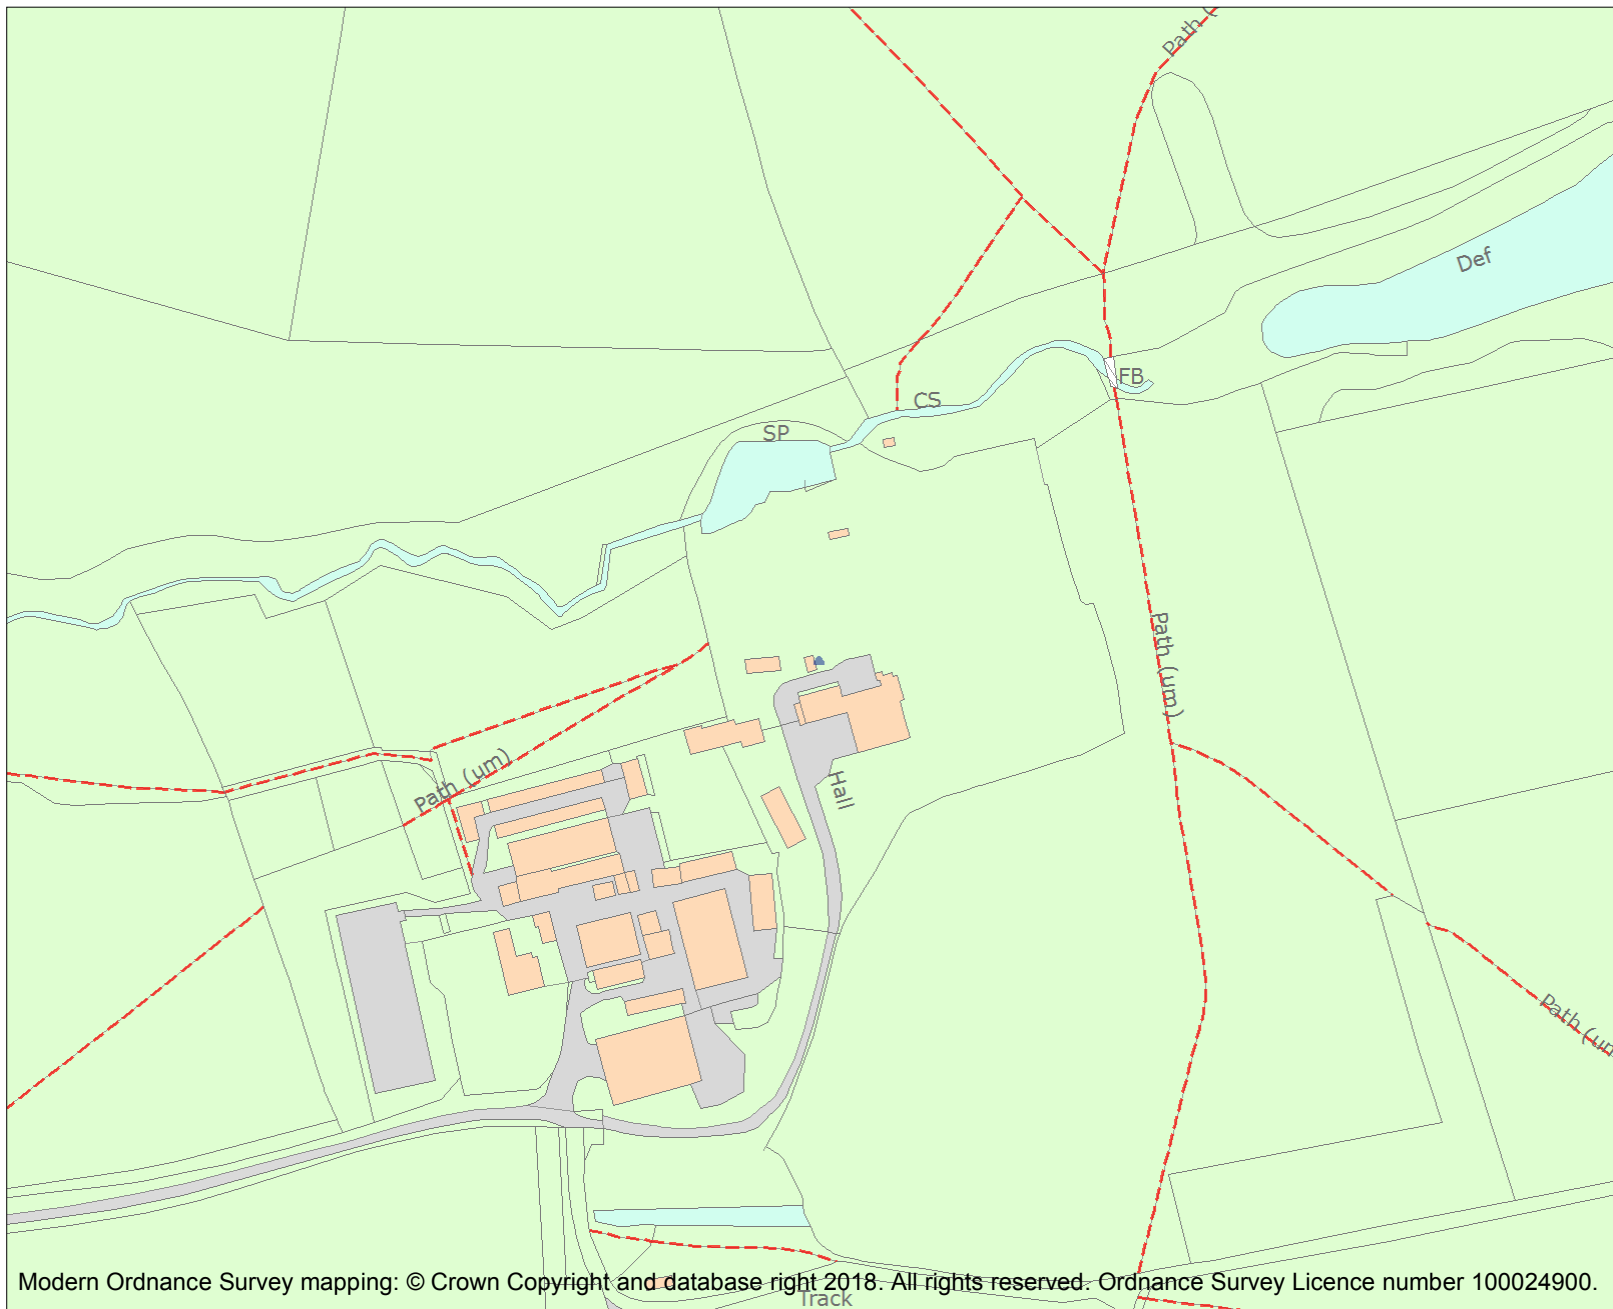 Path (
Def
FB
CS
SP
Path (um)
Path (um)
Hall
Path (um
Modern Ordnance Survey mapping: © Crown Copyright and database right 2018. All rights reserved. Ordnance Survey Licence number 100024900.
Track